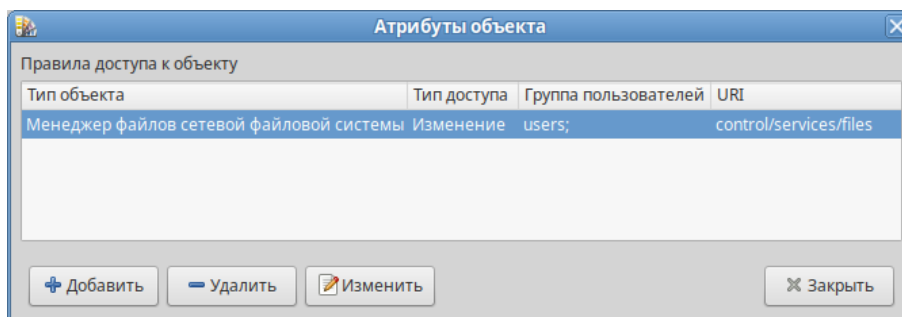 Атрибуты объекта
Правила доступа к объекту
Тип объекта Тип доступа Группа пользователей URI
Менеджер файлов сетевой файловой системы Изменение users; control/services/files
Добавить Удалить Изменить Закрыть